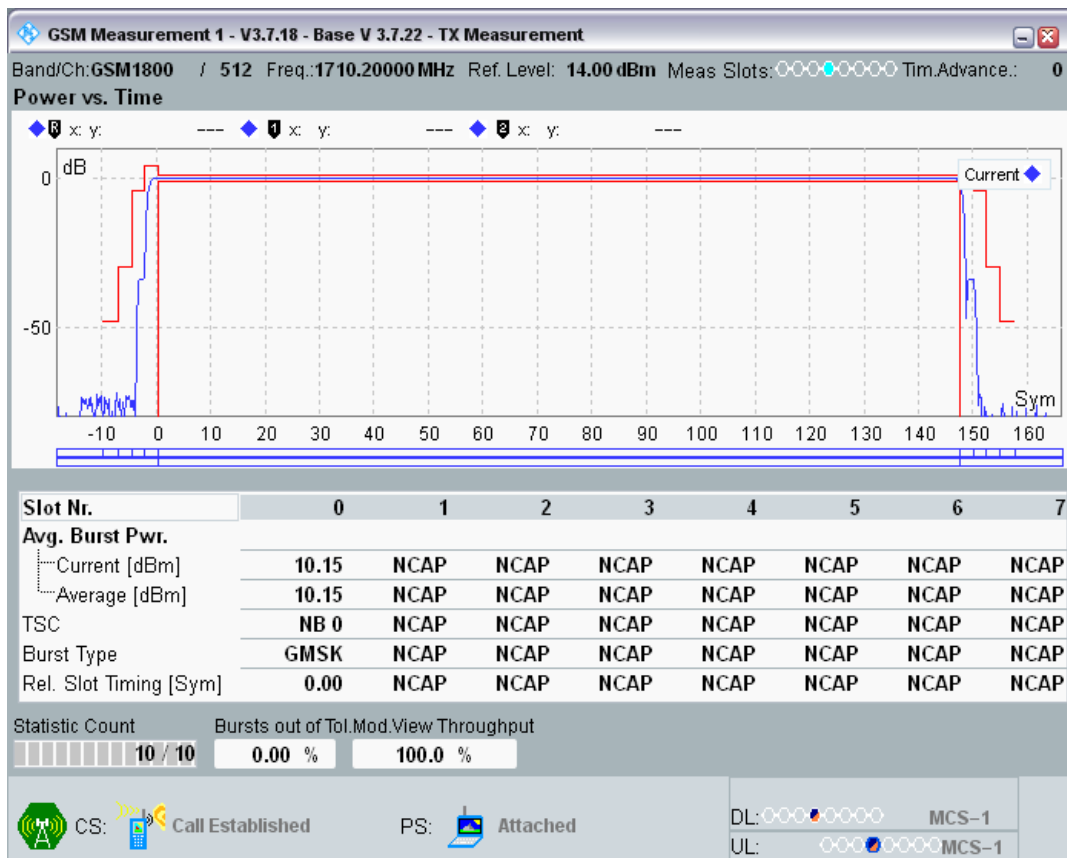 GSM Measurement 1 - V3.7.18 - Base V 3.7.22 - TX Measurement
Band/Ch:GSM1800 / 512 Freq.:1710.20000 MHz Ref. Level: 14.00 dBm Meas Slots: Tim.Advance.: 0
Power vs. Time
R x: y: --- 1 x: y: --- 2 x: y: ---
dB
Current
0
-50
Sym
-10 0 10 20 30 40 50 60 70 80 90 100 110 120 130 140 150 160
Slot Nr. 0 1 2 3 4 5 6 7
Avg. Burst Pwr.
Current [dBm] 10.15 NCAP NCAP NCAP NCAP NCAP NCAP NCAP
Average [dBm] 10.15 NCAP NCAP NCAP NCAP NCAP NCAP NCAP
TSC NB 0 NCAP NCAP NCAP NCAP NCAP NCAP NCAP
Burst Type GMSK NCAP NCAP NCAP NCAP NCAP NCAP NCAP
Rel. Slot Timing [Sym] 0.00 NCAP NCAP NCAP NCAP NCAP NCAP NCAP
Statistic Count Bursts out of Tol.Mod.View Throughput
10 / 10 0.00 % 100.0 %
CS: Call Established PS: Attached
DL: MCS-1
UL: MCS-1